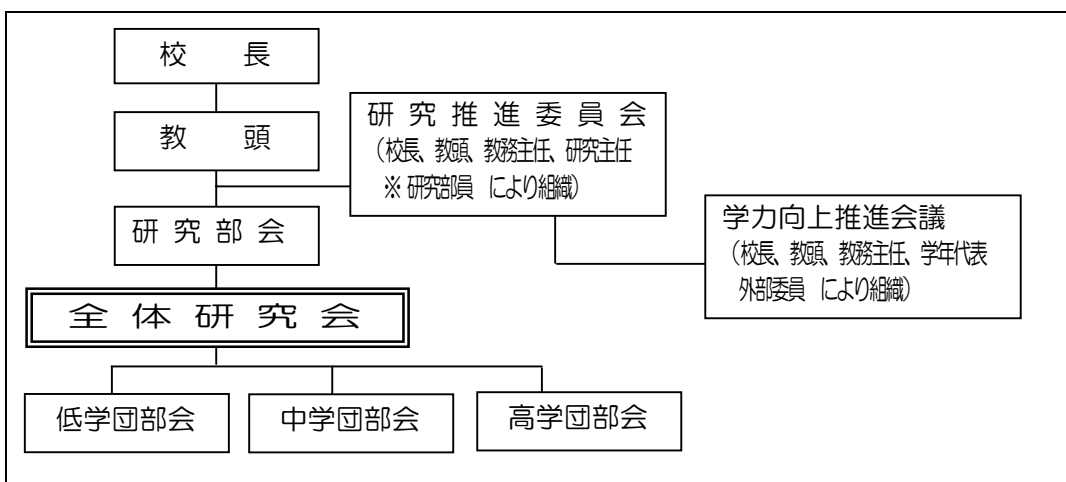 校　長
教　頭
研 究 推 進 委 員 会
（校長、教頭、教務主任、研究主任
※ 研究部員　により組織）
研 究 部 会
学力向上推進会議
（校長、教頭、教務主任、学年代表
外部委員　により組織）
全 体 研 究 会
低学団部会
中学団部会
高学団部会